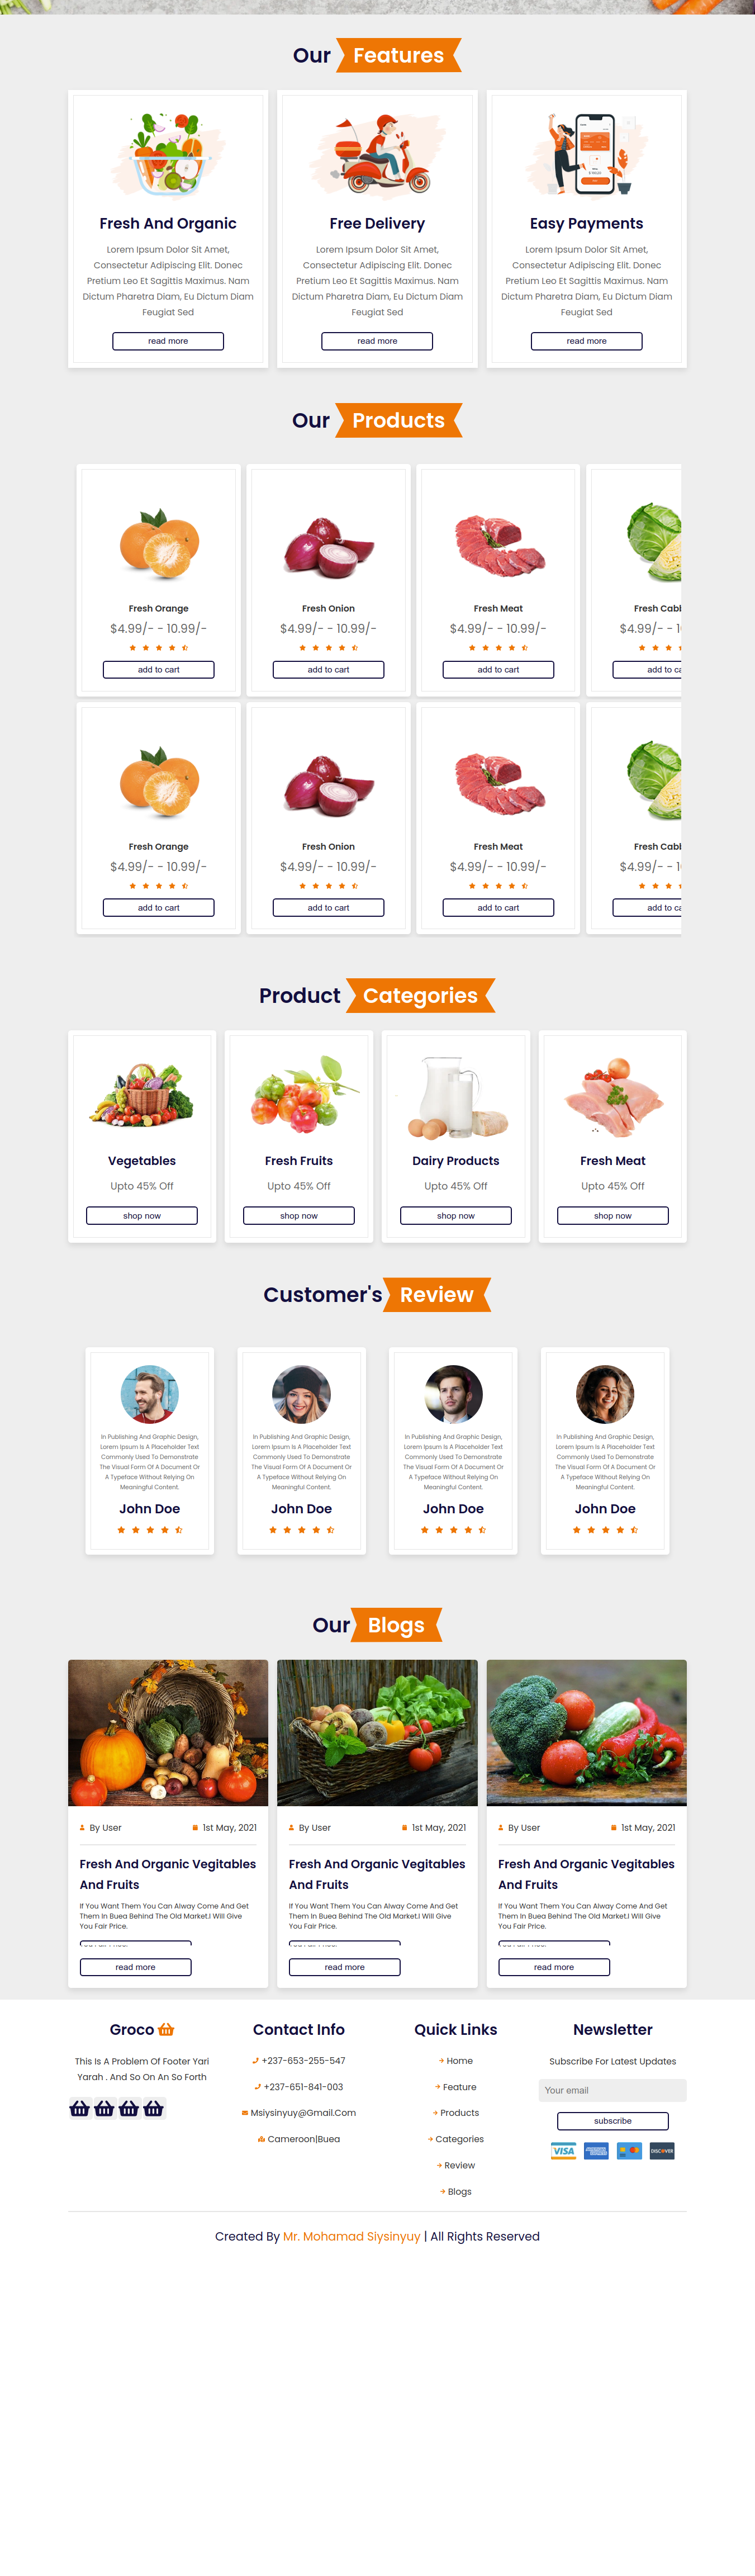 Our Features
Fresh And Organic
Lorem Ipsum Dolor Sit Amet,
Consectetur Adipiscing Elit. Donec
Pretium Leo Et Sagittis Maximus. Nam
Dictum Pharetra Diam, Eu Dictum Diam
Feugiat Sed
read more
Free Delivery
Lorem Ipsum Dolor Sit Amet,
Consectetur Adipiscing Elit. Donec
Pretium Leo Et Sagittis Maximus. Nam
Dictum Pharetra Diam, Eu Dictum Diam
Feugiat Sed
read more
Easy Payments
Lorem Ipsum Dolor Sit Amet,
Consectetur Adipiscing Elit. Donec
Pretium Leo Et Sagittis Maximus. Nam
Dictum Pharetra Diam, Eu Dictum Diam
Feugiat Sed
read more
Our Products
Fresh Orange
$4.99/- - 10.99/-
add to cart
Fresh Onion
$4.99/- - 10.99/-
add to cart
Fresh Meat
$4.99/- - 10.99/-
add to cart
Fresh Cabb
$4.99/- - 1
add to ca
Fresh Orange
$4.99/- - 10.99/-
add to cart
Fresh Onion
$4.99/- - 10.99/-
add to cart
Fresh Meat
$4.99/- - 10.99/-
add to cart
Fresh Cabb
$4.99/- - 1
add to ca
Product Categories
Vegetables
Upto 45% Off
shop now
Fresh Fruits
Upto 45% Off
shop now
Dairy Products
Upto 45% Off
shop now
Fresh Meat
Upto 45% Off
shop now
Customer's Review
In Publishing And Graphic Design,
Lorem Ipsum Is A Placeholder Text
Commonly Used To Demonstrate
The Visual Form Of A Document Or
A Typeface Without Relying On
Meaningful Content.
John Doe
In Publishing And Graphic Design,
Lorem Ipsum Is A Placeholder Text
Commonly Used To Demonstrate
The Visual Form Of A Document Or
A Typeface Without Relying On
Meaningful Content.
John Doe
In Publishing And Graphic Design,
Lorem Ipsum Is A Placeholder Text
Commonly Used To Demonstrate
The Visual Form Of A Document Or
A Typeface Without Relying On
Meaningful Content.
John Doe
In Publishing And Graphic Design,
Lorem Ipsum Is A Placeholder Text
Commonly Used To Demonstrate
The Visual Form Of A Document Or
A Typeface Without Relying On
Meaningful Content.
John Doe
Our Blogs
By User 1st May, 2021
Fresh And Organic Vegitables
And Fruits
If You Want Them You Can Alway Come And Get
Them In Buea Behind The Old Market.I Will Give
You Fair Price.
read more
By User 1st May, 2021
Fresh And Organic Vegitables
And Fruits
If You Want Them You Can Alway Come And Get
Them In Buea Behind The Old Market.I Will Give
You Fair Price.
read more
By User 1st May, 2021
Fresh And Organic Vegitables
And Fruits
If You Want Them You Can Alway Come And Get
Them In Buea Behind The Old Market.I Will Give
You Fair Price.
read more
Groco
This Is A Problem Of Footer Yari
Yarah . And So On An So Forth
Contact Info
+237-653-255-547
+237-651-841-003
Msiysinyuy@Gmail.Com
Cameroon|Buea
Quick Links
Home
Feature
Products
Categories
Review
Blogs
Newsletter
Subscribe For Latest Updates
Your email
subscribe
VISA
DISCOVER
Created By Mr. Mohamad Siysinyuy | All Rights Reserved